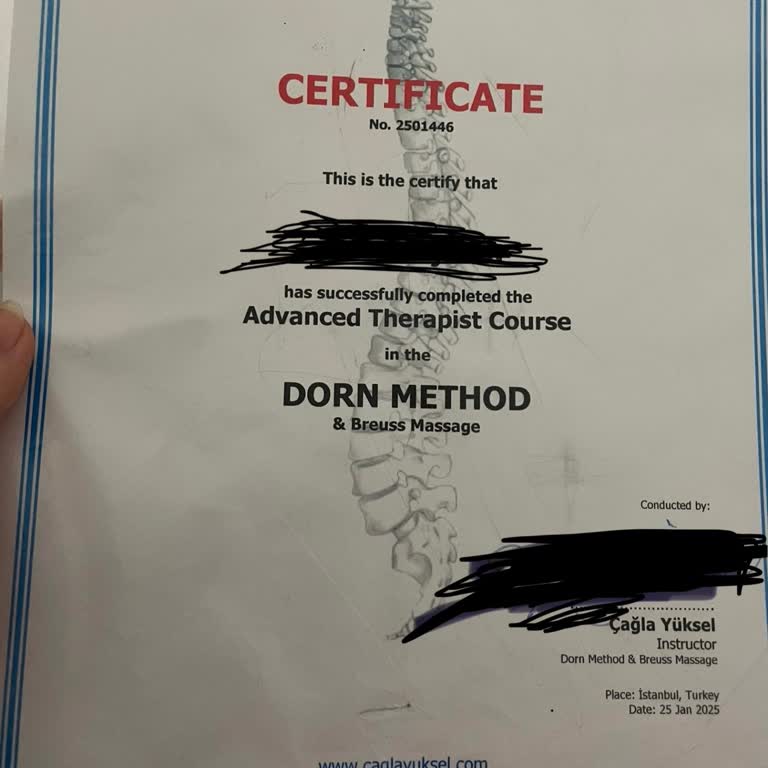 CERTIFICATE
No. 2501446
This is the certify that
has successfully completed the
Advanced Therapist Course
in the
DORN METHOD
& Breuss Massage
Conducted by:
Çağla Yüksel
Instructor
Dorn Method & Breuss Massage
Place: İstanbul, Turkey
Date: 25 Jan 2025
www.caglayuksel.com